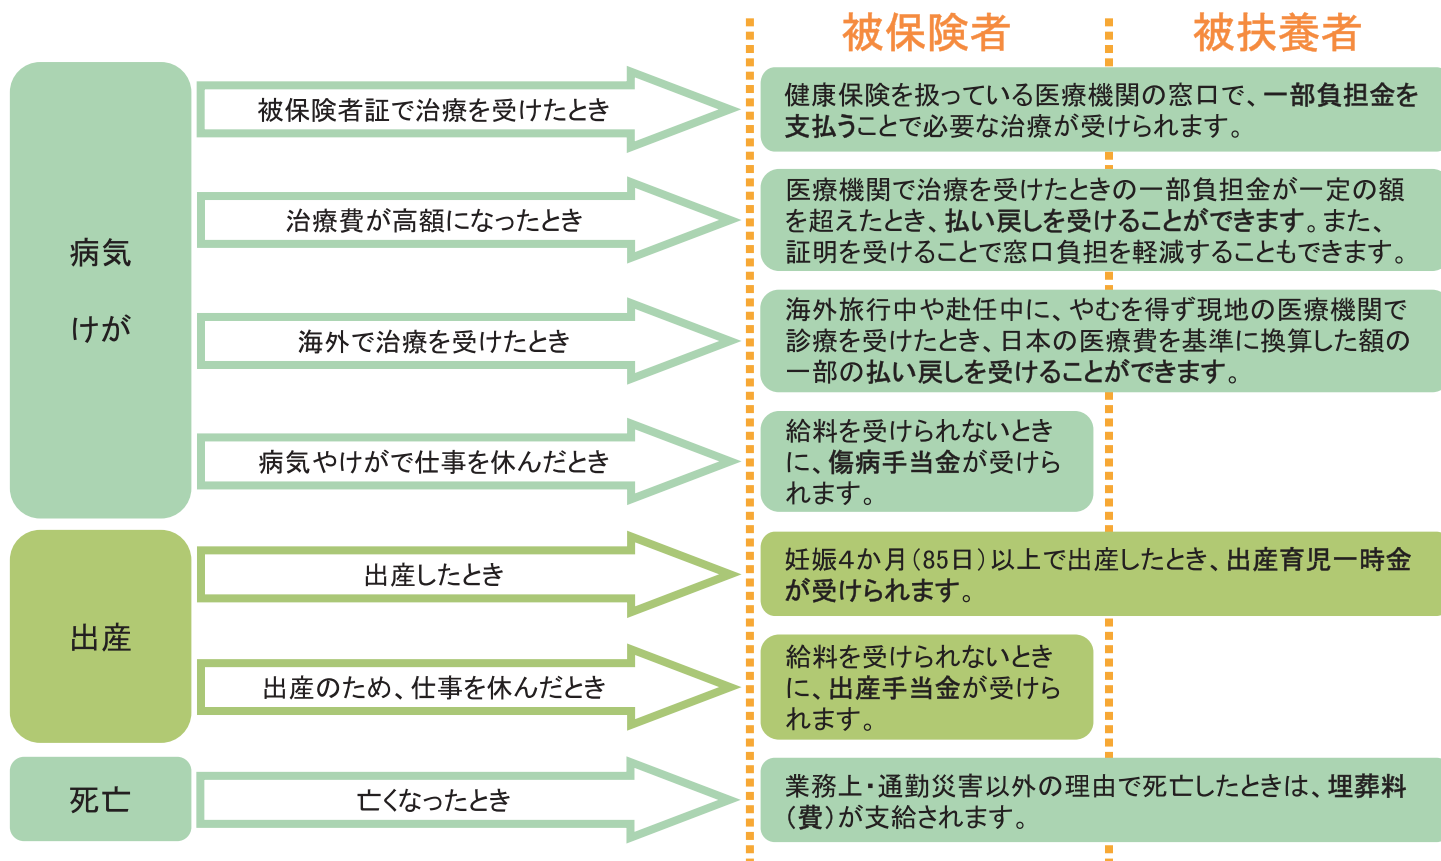 被保険者
被扶養者
病気
けが
被保険者証で治療を受けたとき
健康保険を扱っている医療機関の窓口で、一部負担金を
支払うことで必要な治療が受けられます。
治療費が高額になったとき
医療機関で治療を受けたときの一部負担金が一定の額
を超えたとき、払い戻しを受けることができます。また、
証明を受けることで窓口負担を軽減することもできます。
海外で治療を受けたとき
海外旅行中や赴任中に、やむを得ず現地の医療機関で
診療を受けたとき、日本の医療費を基準に換算した額の
一部の払い戻しを受けることができます。
病気やけがで仕事を休んだとき
給料を受けられないとき
に、傷病手当金が受けら
れます。
出産
出産したとき
妊娠4か月(85日)以上で出産したとき、出産育児一時金
が受けられます。
出産のため、仕事を休んだとき
給料を受けられないとき
に、出産手当金が受けら
れます。
死亡
亡くなったとき
業務上・通勤災害以外の理由で死亡したときは、埋葬料
(費)が支給されます。